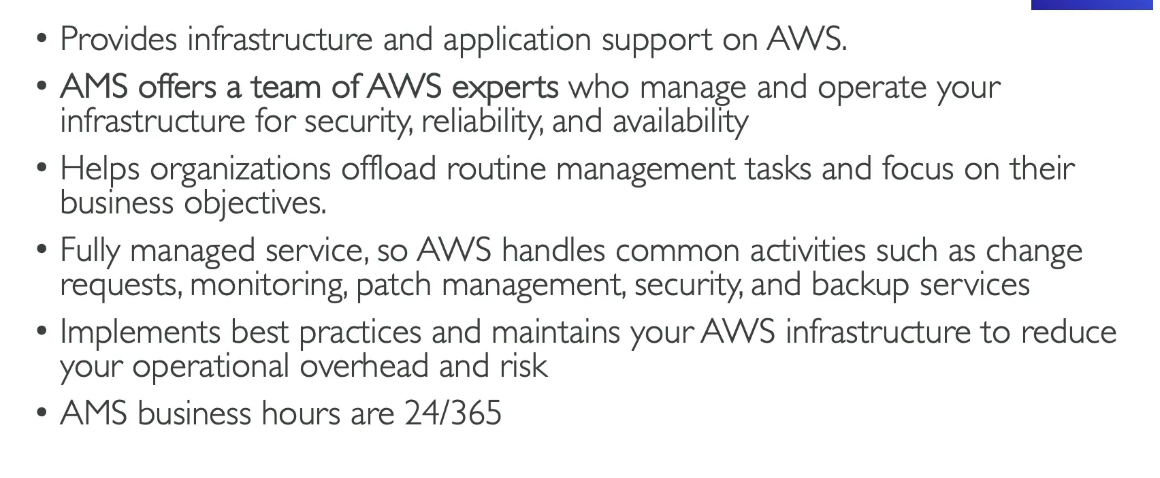 • Provides infrastructure and application support on AWS.
• AMS offers a team of AWS experts who manage and operate your
infrastructure for security, reliability, and availability
• Helps organizations offload routine management tasks and focus on their
business objectives.
• Fully managed service, so AWS handles common activities such as change
requests, monitoring, patch management, security, and backup services
• Implements best practices and maintains your AWS infrastructure to reduce
your operational overhead and risk
• AMS business hours are 24/365